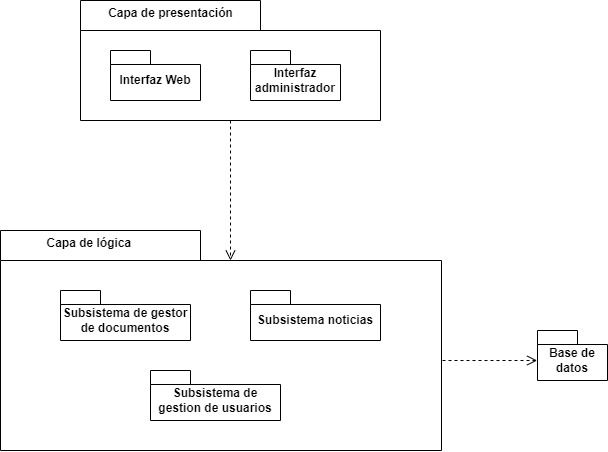 Capa de presentación
Interfaz Web
Interfaz
administrador
Capa de lógica
Subsistema de gestor
de documentos
Subsistema noticias
Subsistema de
gestion de usuarios
Base de
datos